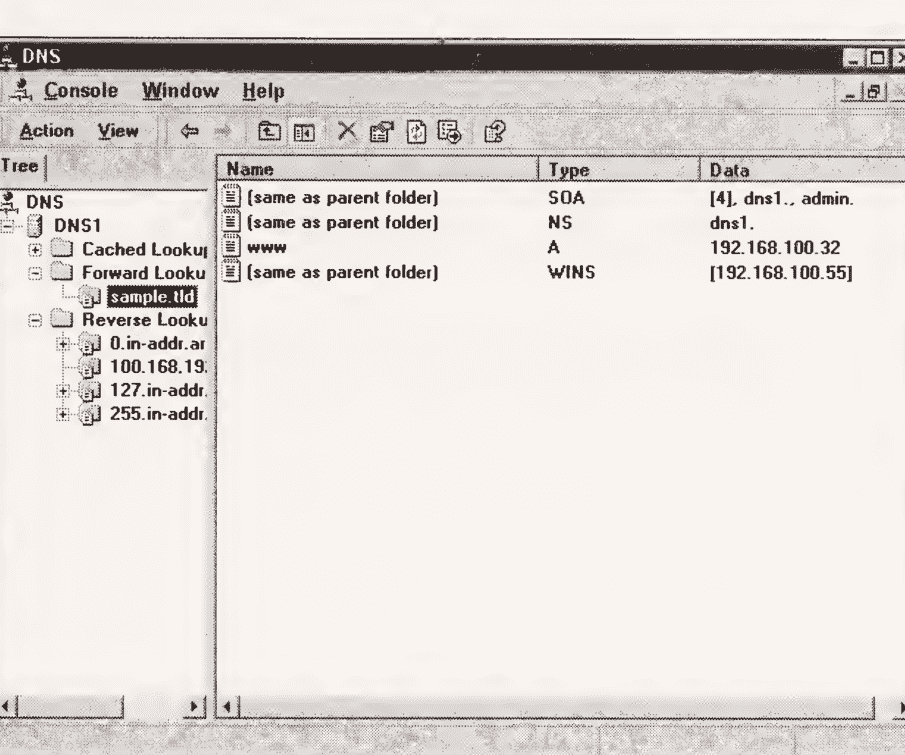 DNS
Console Window Help
Action View
Tree
DNS
DNS1
Cached Lookup
Forward Looku
sample.tld
Reverse Looku
0.in-addr.ar
100.168.19
127.in-addr.
255.in-addr.
Name Type Data
(same as parent folder) SOA [4], dns1., admin.
(same as parent folder) NS dns1.
www A 192.168.100.32
(same as parent folder) WINS [192.168.100.55]